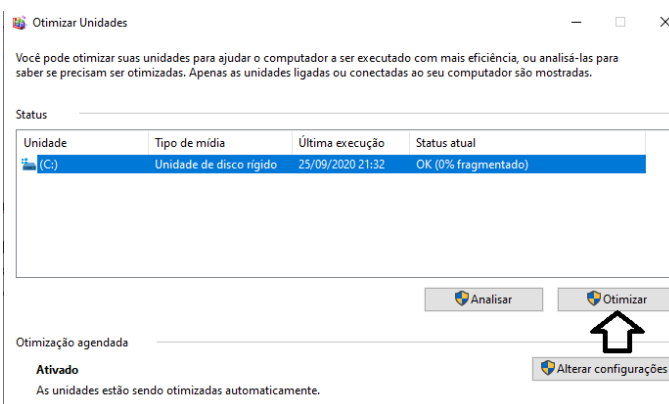 Otimizar Unidades
Você pode otimizar suas unidades para ajudar o computador a ser executado com mais eficiência, ou analisá-las para
saber se precisam ser otimizadas. Apenas as unidades ligadas ou conectadas ao seu computador são mostradas.
Status
Unidade Tipo de mídia Última execução Status atual
(C:) Unidade de disco rígido 25/09/2020 21:32 OK (0% fragmentado)
Analisar Otimizar
Otimização agendada
Ativado Alterar configurações
As unidades estão sendo otimizadas automaticamente.